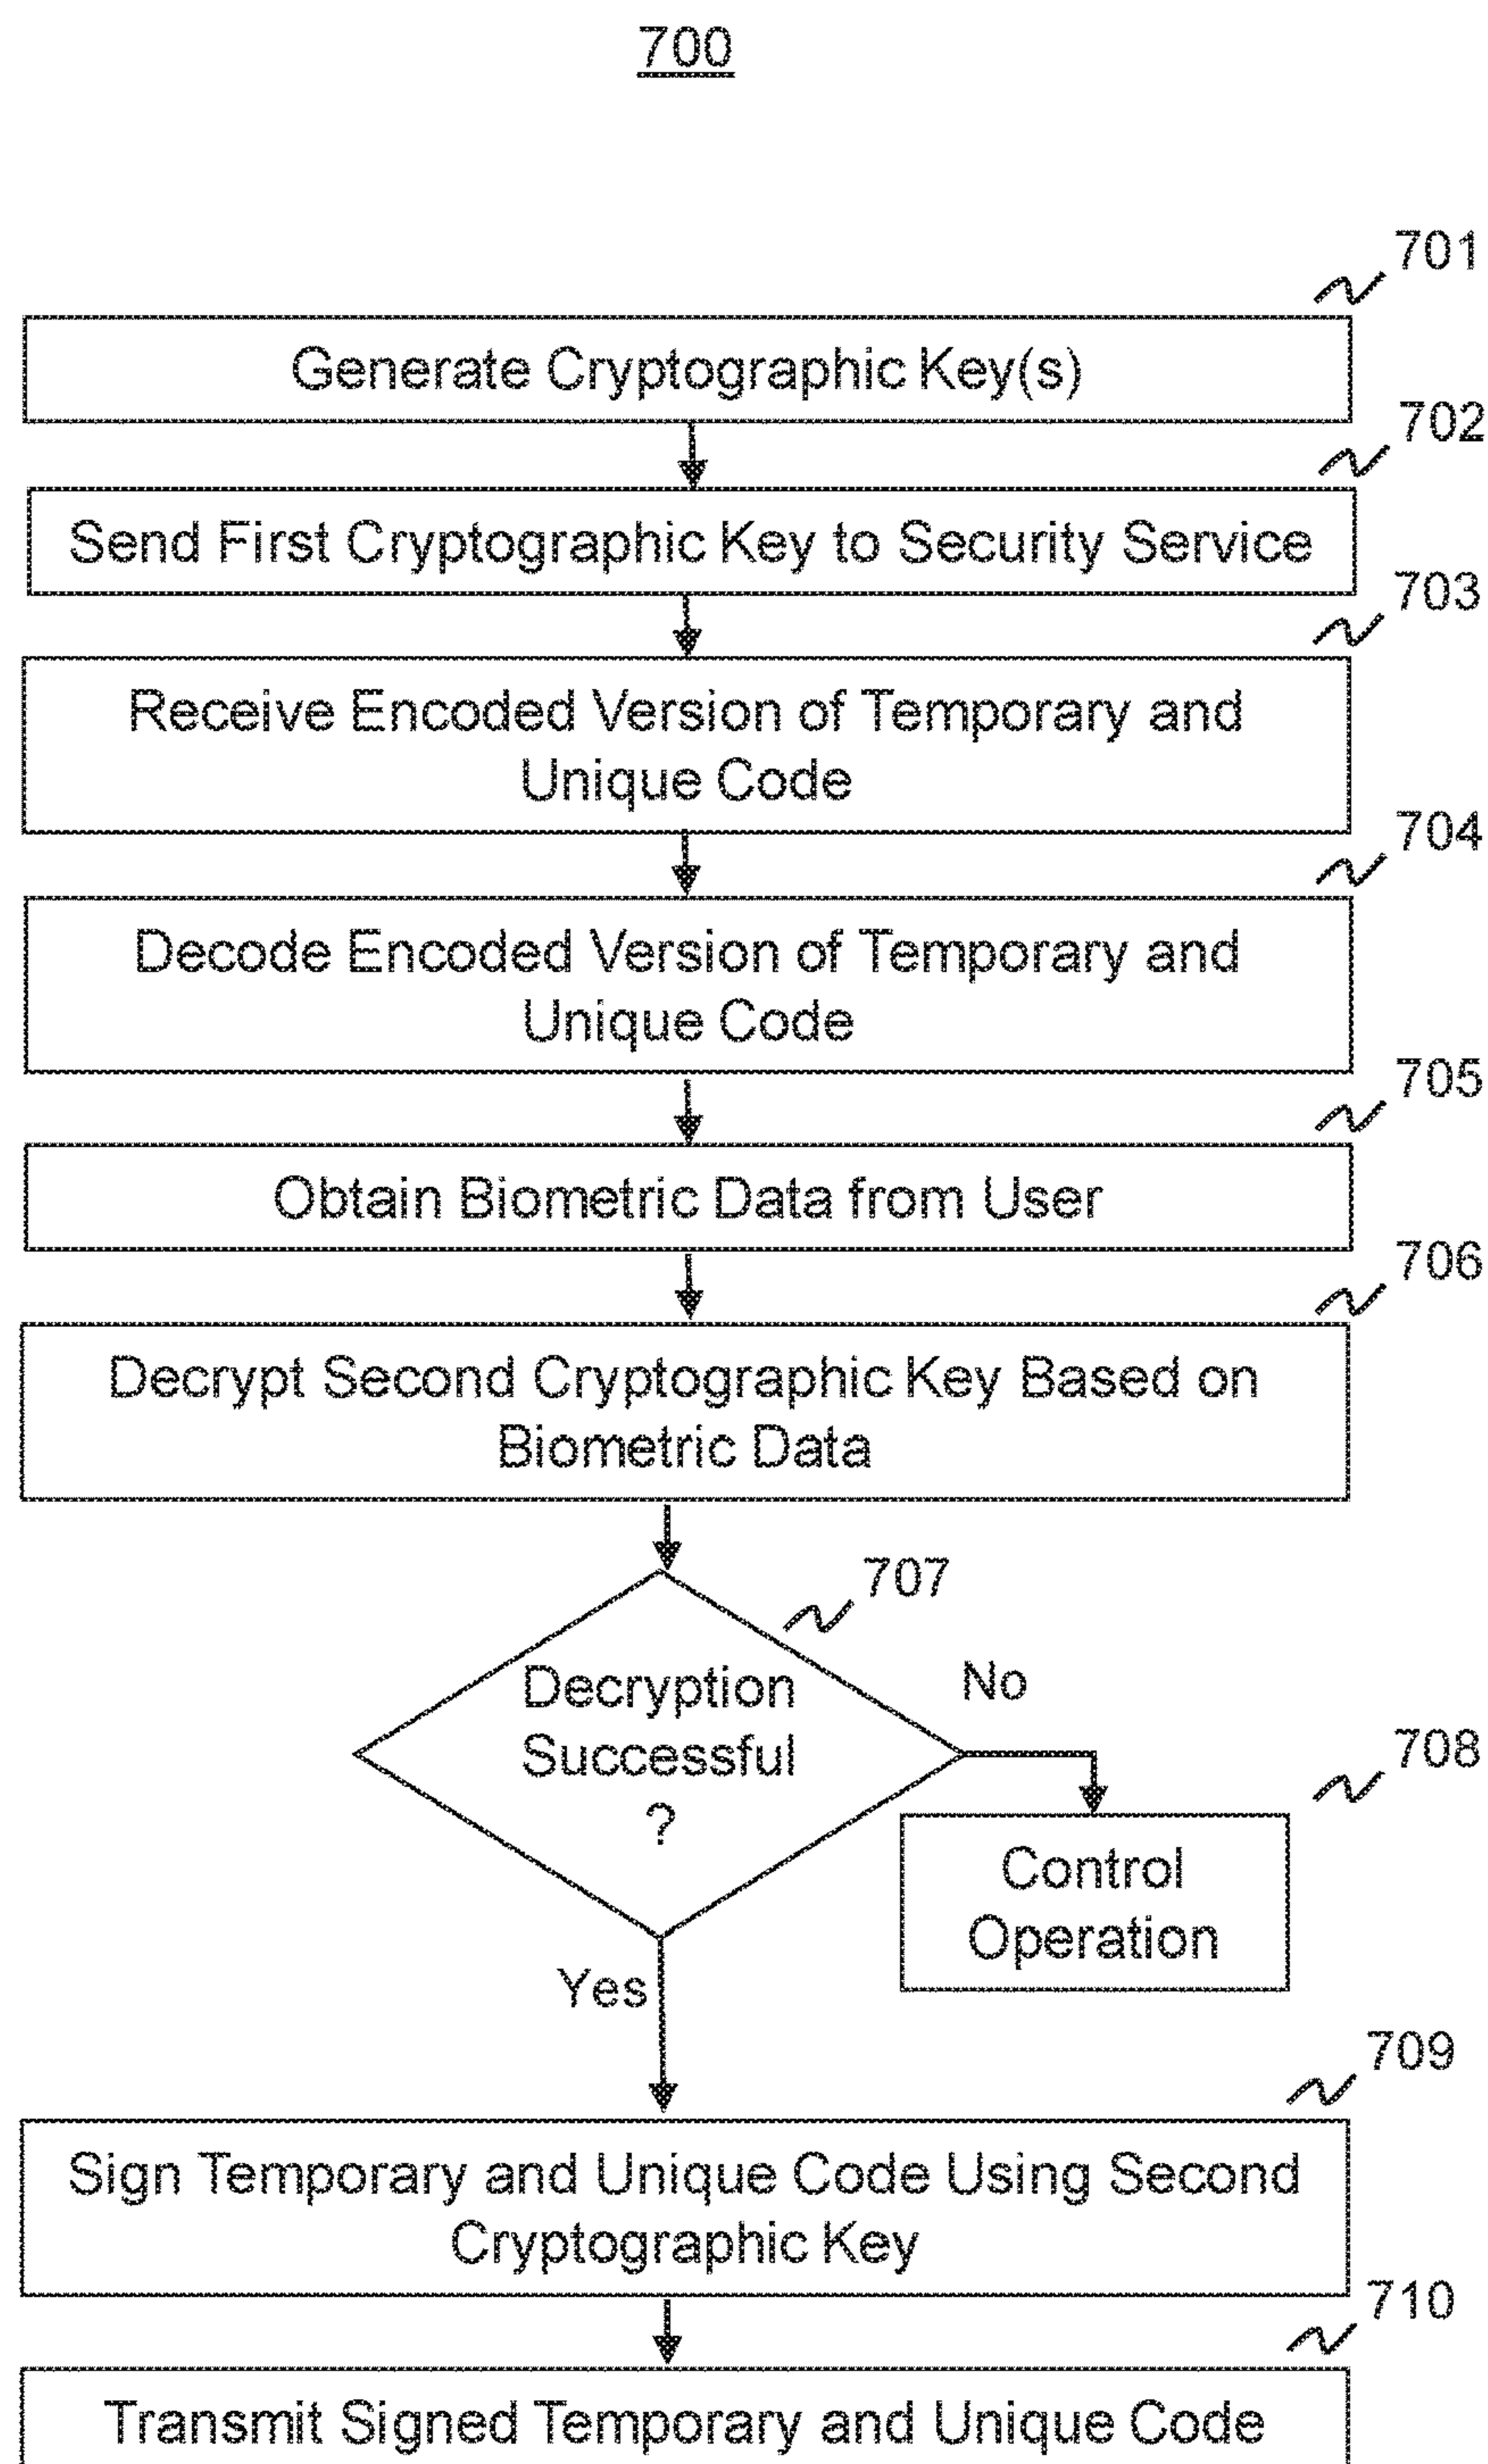 700
701
Generate Cryptographic Key(s)
702
Send First Cryptographic Key to Security Service
703
Receive Encoded Version of Temporary and
Unique Code
704
Decode Encoded Version of Temporary and
Unique Code
705
Obtain Biometric Data from User
706
Decrypt Second Cryptographic Key Based on
Biometric Data
707
Decryption
Successful
?
No
708
Control
Operation
Yes
709
Sign Temporary and Unique Code Using Second
Cryptographic Key
710
Transmit Signed Temporary and Unique Code